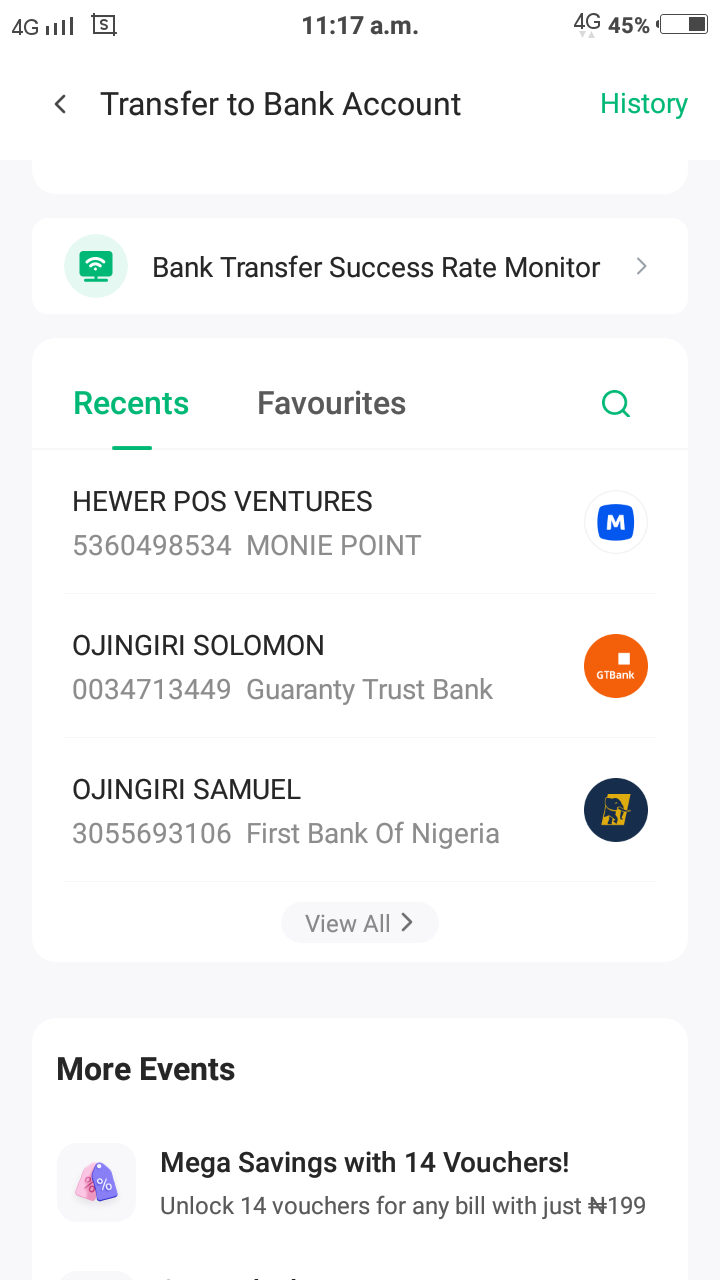 4G S 11:17 a.m. 4G 45%
Transfer to Bank Account History
Bank Transfer Success Rate Monitor
Recents Favourites
HEWER POS VENTURES
5360498534 MONIE POINT
M
OJINGIRI SOLOMON
0034713449 Guaranty Trust Bank
GTBank
OJINGIRI SAMUEL
3055693106 First Bank Of Nigeria
View All
More Events
Mega Savings with 14 Vouchers!
% %
Unlock 14 vouchers for any bill with just ₦199